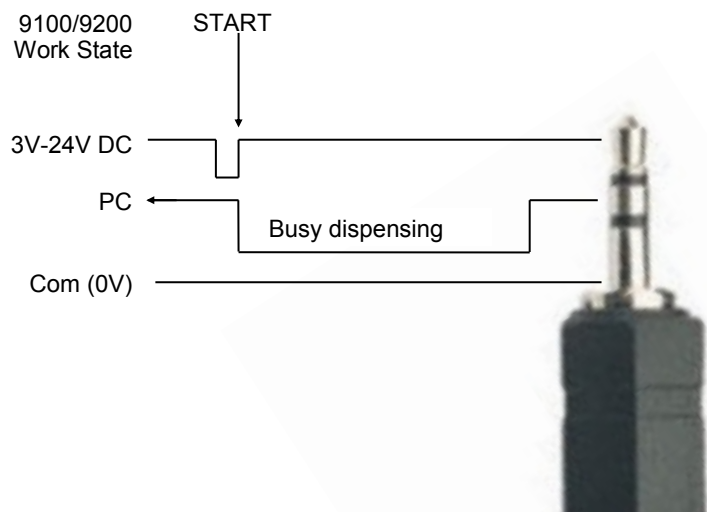 9100/9200
Work State
START
3V-24V DC
PC
Busy dispensing
Com (0V)